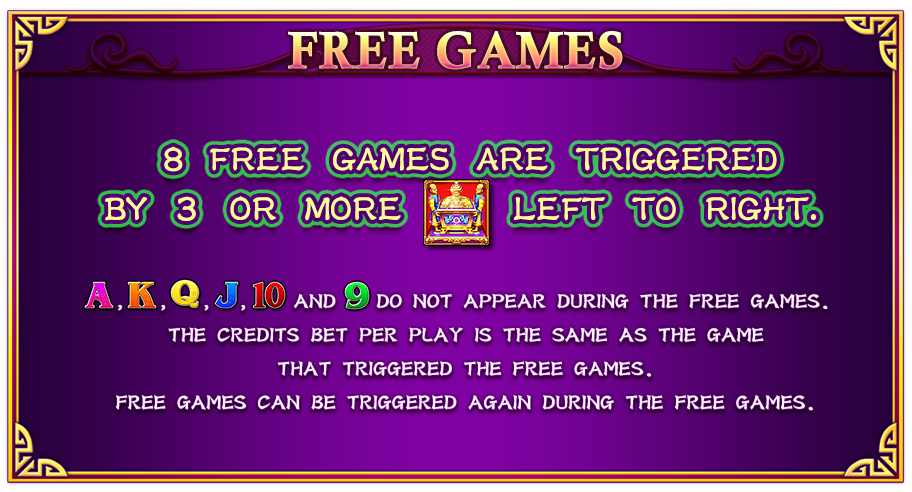 FREE GAMES
8 FREE GAMES ARE TRIGGERED
BY 3 OR MORE LEFT TO RIGHT.
A, K, Q, J, 10 AND 9 DO NOT APPEAR DURING THE FREE GAMES.
THE CREDITS BET PER PLAY IS THE SAME AS THE GAME
THAT TRIGGERED THE FREE GAMES.
FREE GAMES CAN BE TRIGGERED AGAIN DURING THE FREE GAMES.